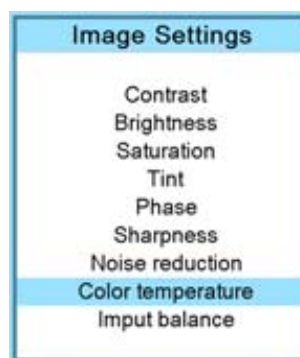 Image Settings
Contrast
Brightness
Saturation
Tint
Phase
Sharpness
Noise reduction
Color temperature
Imput balance